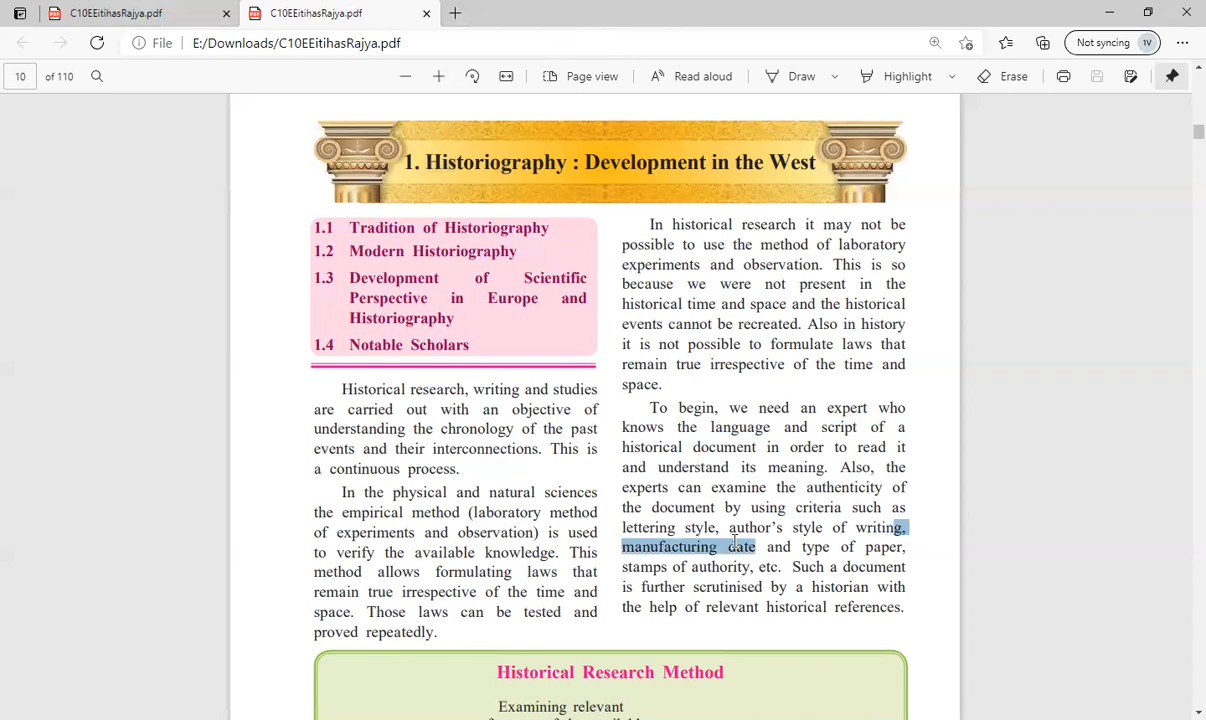 C10EEitihasRajya.pdf
C10EEitihasRajya.pdf
File
E:/Downloads/C10EEitihasRajya.pdf
Not syncing
1V
10
of 110
Page view
Read aloud
Draw
Highlight
Erase
1. Historiography : Development in the West
1.1 Tradition of Historiography
1.2 Modern Historiography
1.3 Development of Scientific
Perspective in Europe and
Historiography
1.4 Notable Scholars
Historical research, writing and studies
are carried out with an objective of
understanding the chronology of the past
events and their interconnections. This is
a continuous process.
In the physical and natural sciences
the empirical method (laboratory method
of experiments and observation) is used
to verify the available knowledge. This
method allows formulating laws that
remain true irrespective of the time and
space. Those laws can be tested and
proved repeatedly.
In historical research it may not be
possible to use the method of laboratory
experiments and observation. This is so
because we were not present in the
historical time and space and the historical
events cannot be recreated. Also in history
it is not possible to formulate laws that
remain true irrespective of the time and
space.
To begin, we need an expert who
knows the language and script of a
historical document in order to read it
and understand its meaning. Also, the
experts can examine the authenticity of
the document by using criteria such as
lettering style, author's style of writing,
manufacturing date and type of paper,
stamps of authority, etc. Such a document
is further scrutinised by a historian with
the help of relevant historical references.
Historical Research Method
Examining relevant